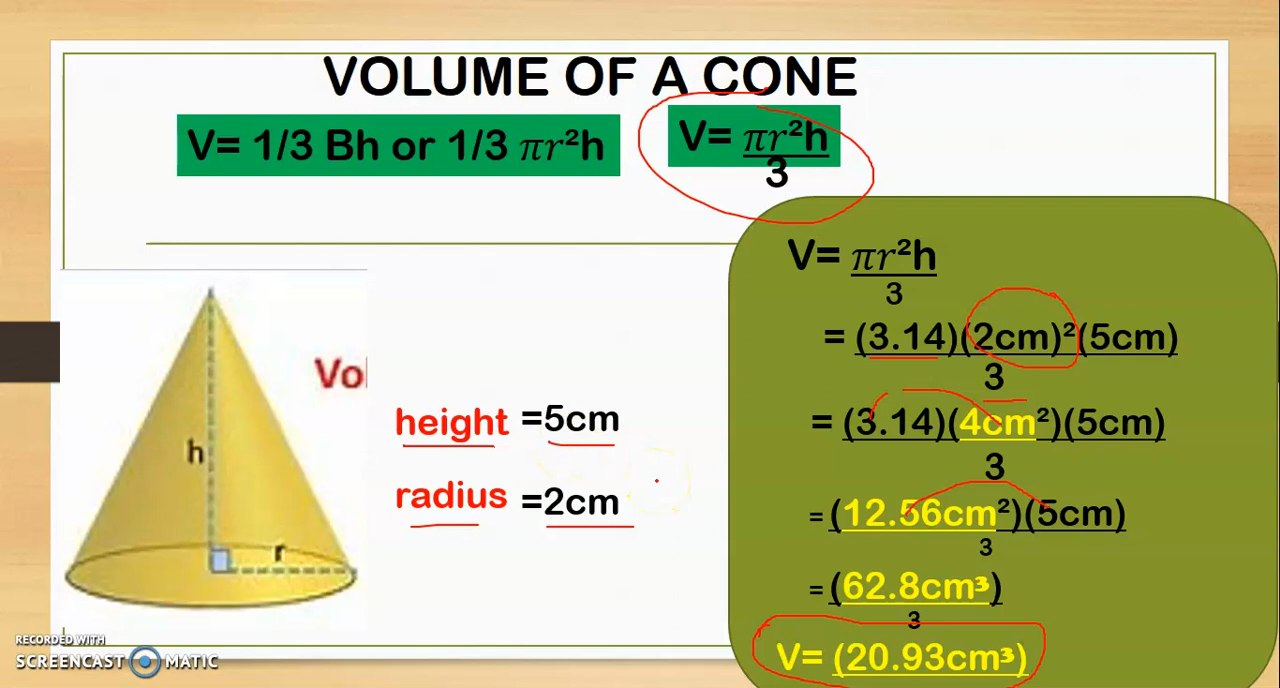 VOLUME OF A CONE
V= 1/3 Bh or 1/3 πr²h
V= πr²h
3
V= πr²h
3
= (3.14)(2cm)²(5cm)
3
= (3.14)(4cm²)(5cm)
3
= (12.56cm²)(5cm)
3
= (62.8cm³)
3
V= (20.93cm³)
Vol
h
r
height =5cm
radius =2cm
RECORDED WITH
SCREENCAST MATIC